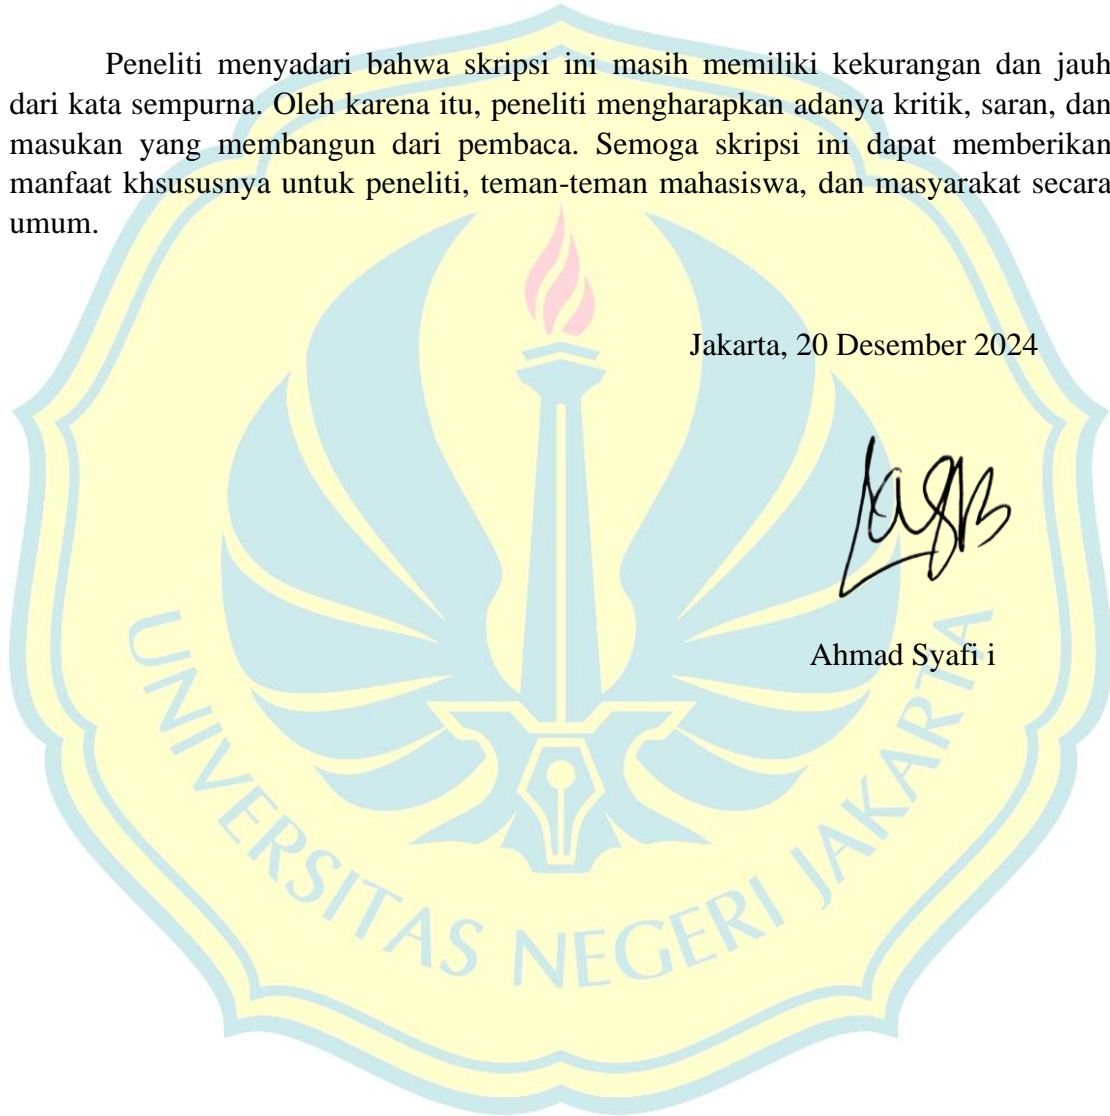 Peneliti menyadari bahwa skripsi ini masih memiliki kekurangan dan jauh
dari kata sempurna. Oleh karena itu, peneliti mengharapkan adanya kritik, saran, dan
masukan yang membangun dari pembaca. Semoga skripsi ini dapat memberikan
manfaat khsususnya untuk peneliti, teman-teman mahasiswa, dan masyarakat secara
umum.
Jakarta, 20 Desember 2024
Ahmad Syafi i
UNIVERSITAS NEGERI JAKARTA